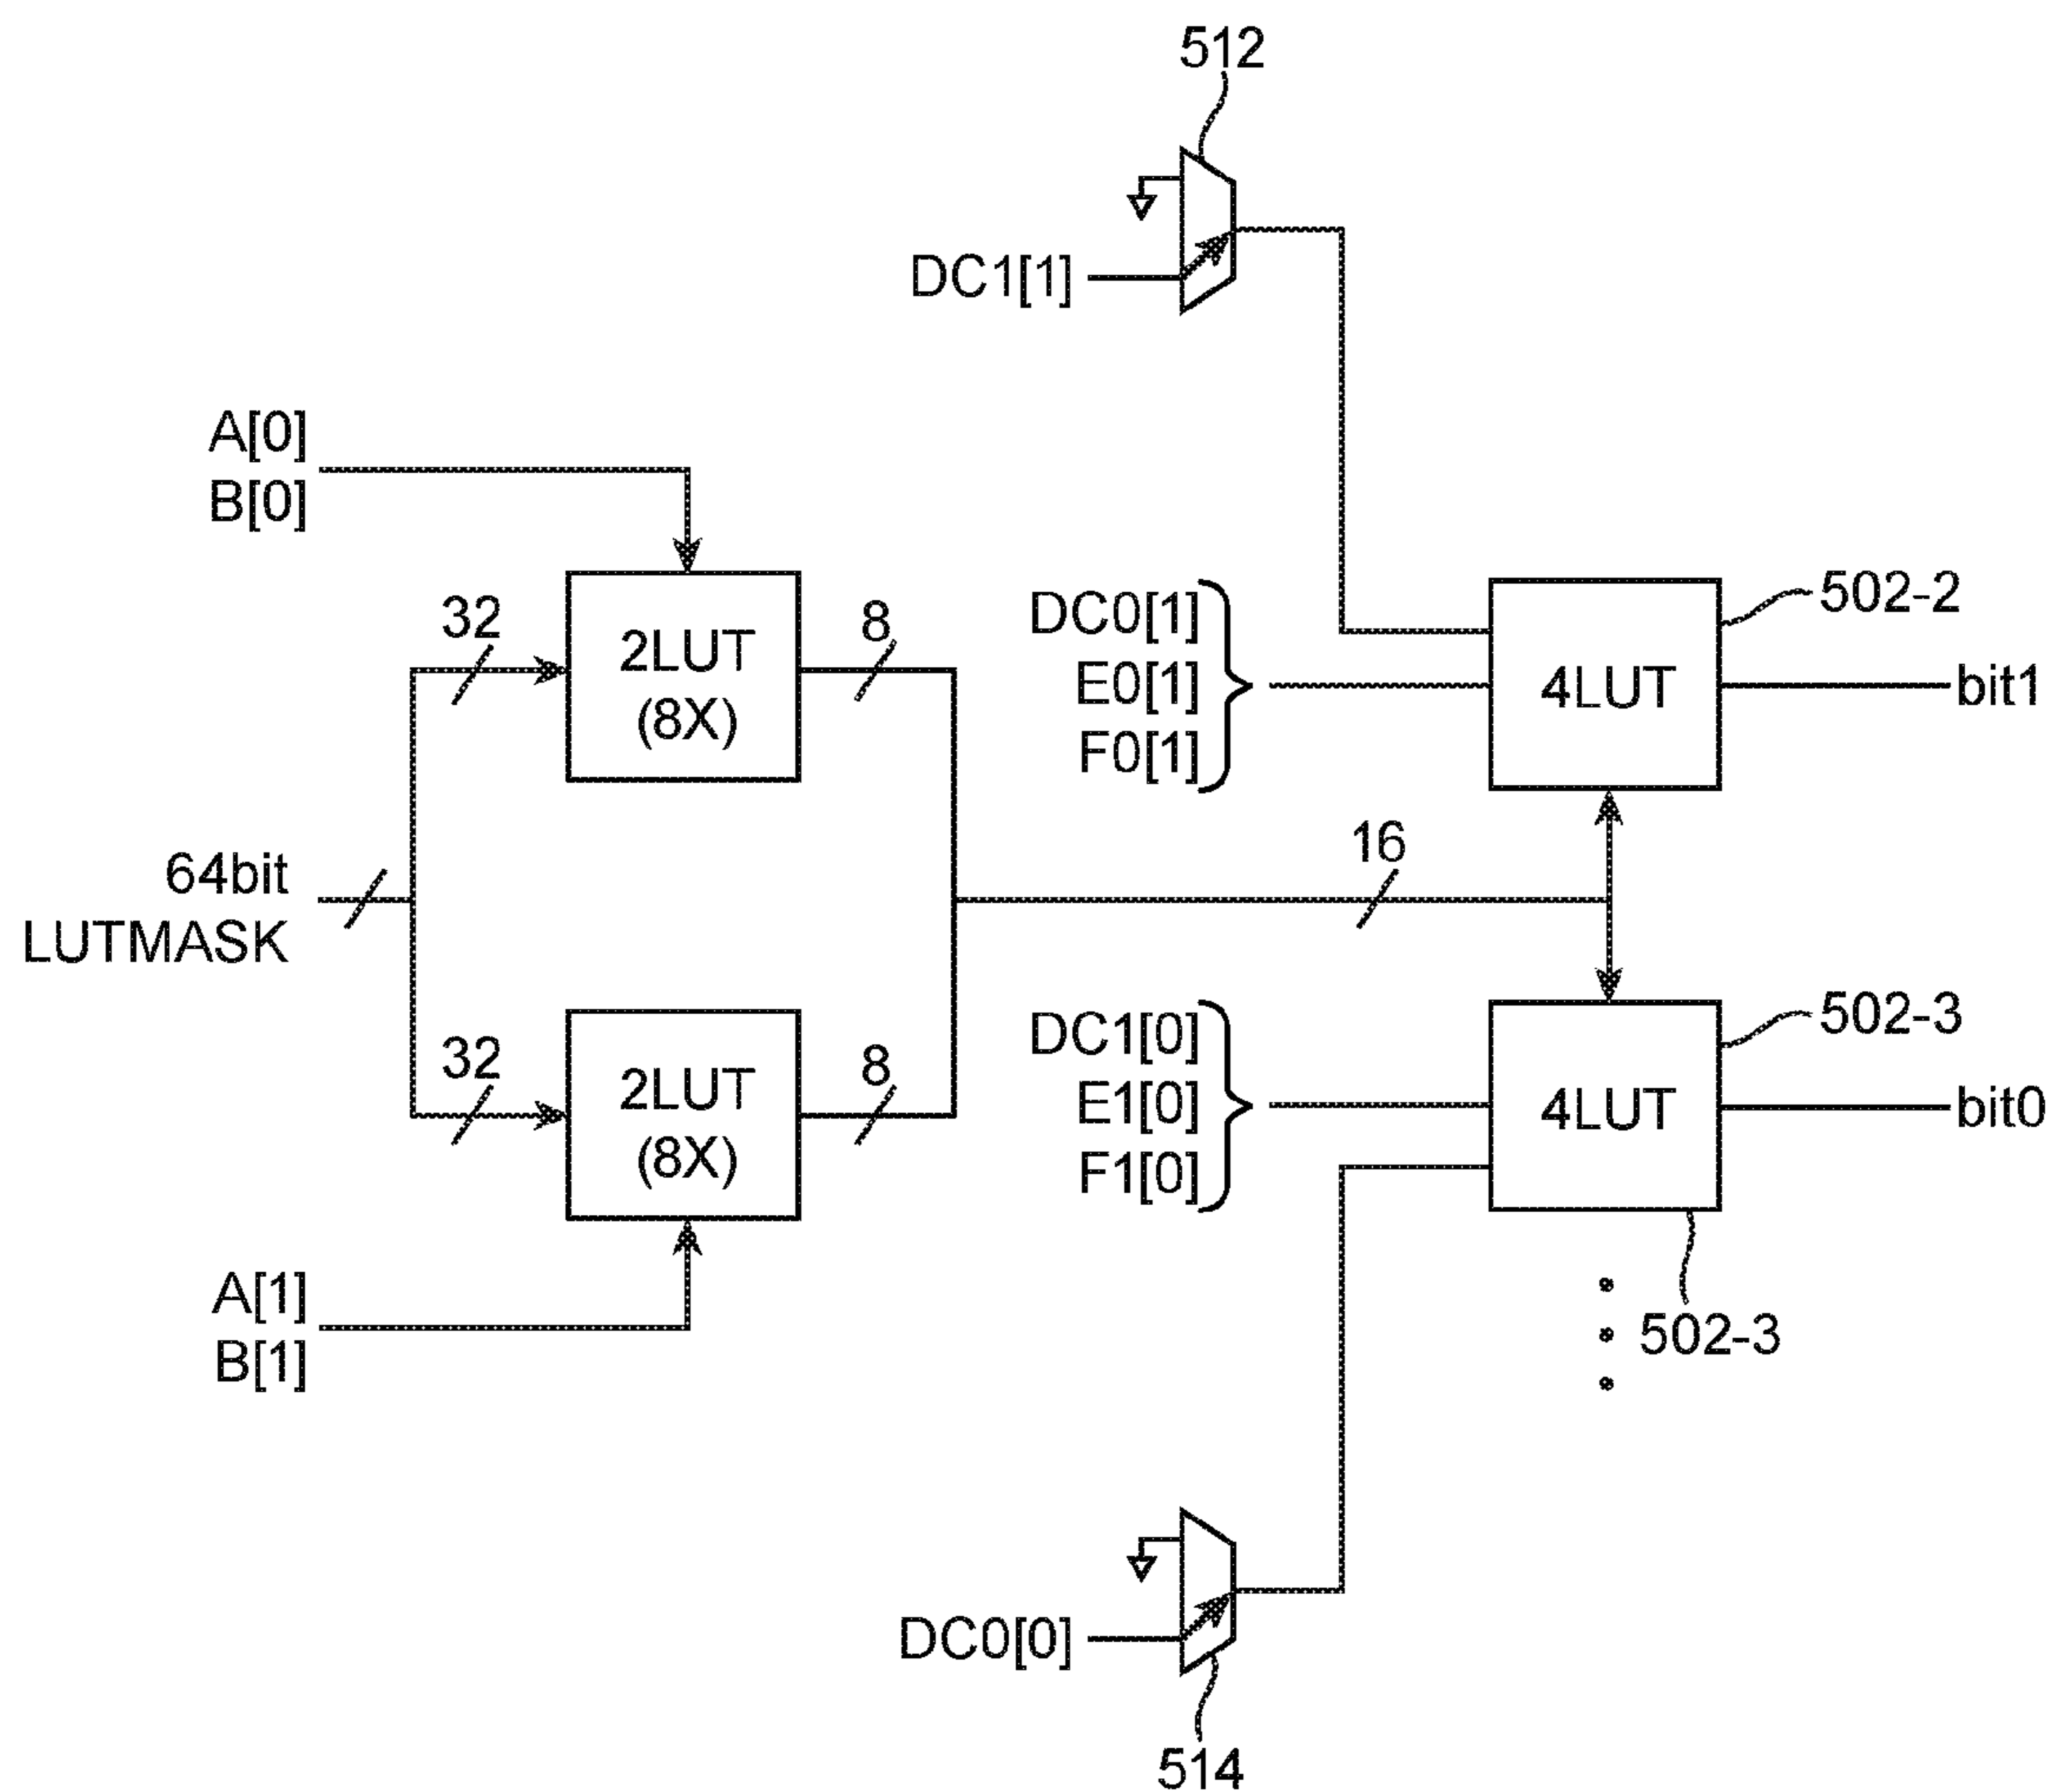 512
DC1[1]
A[0]
B[0]
32
2LUT
(8X)
8
DC0[1]
E0[1]
F0[1]
4LUT
502-2
bit1
64bit
LUTMASK
16
32
2LUT
(8X)
8
DC1[0]
E1[0]
F1[0]
4LUT
502-3
bit0
A[1]
B[1]
502-3
DC0[0]
514